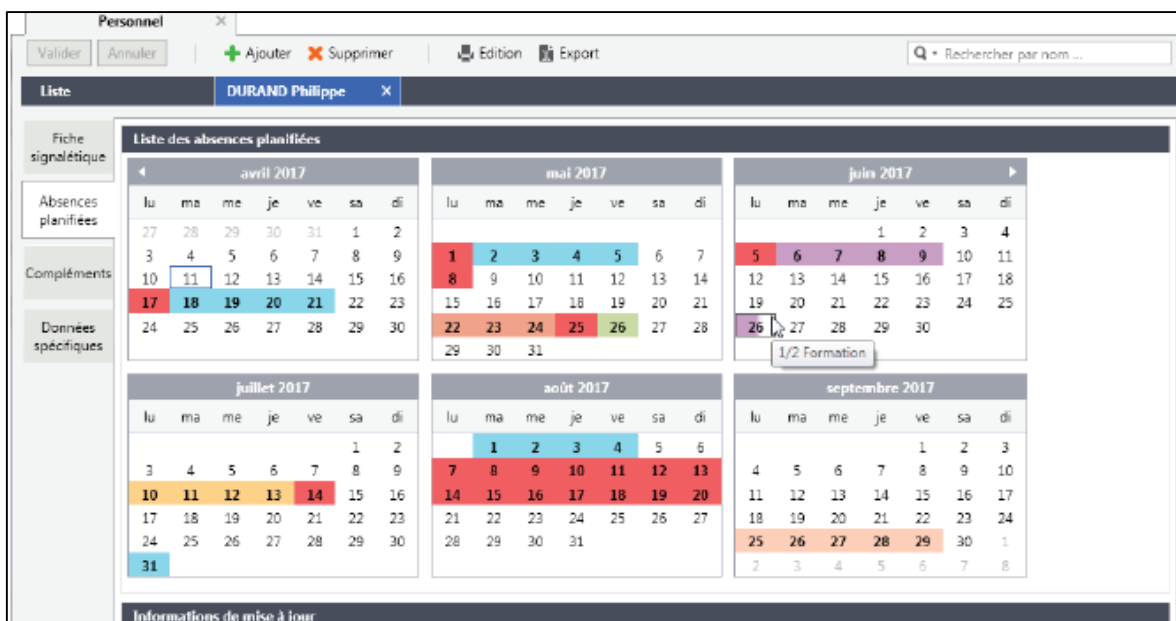 Personnel ×
Valider Annuler Ajouter Supprimer Edition Export Rechercher par nom ...
Liste DURAND Philippe ×
Fiche signalétique
Absences planifiées
Compléments
Données spécifiques
Liste des absences planifiées
avril 2017
lu ma me je ve sa di
27 28 29 30 31 1 2
3 4 5 6 7 8 9
10 11 12 13 14 15 16
17 18 19 20 21 22 23
24 25 26 27 28 29 30
mai 2017
lu ma me je ve sa di
1 2 3 4 5 6 7
8 9 10 11 12 13 14
15 16 17 18 19 20 21
22 23 24 25 26 27 28
29 30 31
juin 2017
lu ma me je ve sa di
1 2 3 4
5 6 7 8 9 10 11
12 13 14 15 16 17 18
19 20 21 22 23 24 25
26 27 28 29 30
1/2 Formation
juillet 2017
lu ma me je ve sa di
1 2
3 4 5 6 7 8 9
10 11 12 13 14 15 16
17 18 19 20 21 22 23
24 25 26 27 28 29 30
31
août 2017
lu ma me je ve sa di
1 2 3 4 5 6
7 8 9 10 11 12 13
14 15 16 17 18 19 20
21 22 23 24 25 26 27
28 29 30 31
septembre 2017
lu ma me je ve sa di
1 2 3
4 5 6 7 8 9 10
11 12 13 14 15 16 17
18 19 20 21 22 23 24
25 26 27 28 29 30 1
2 3 4 5 6 7 8
Informations de mise à jour